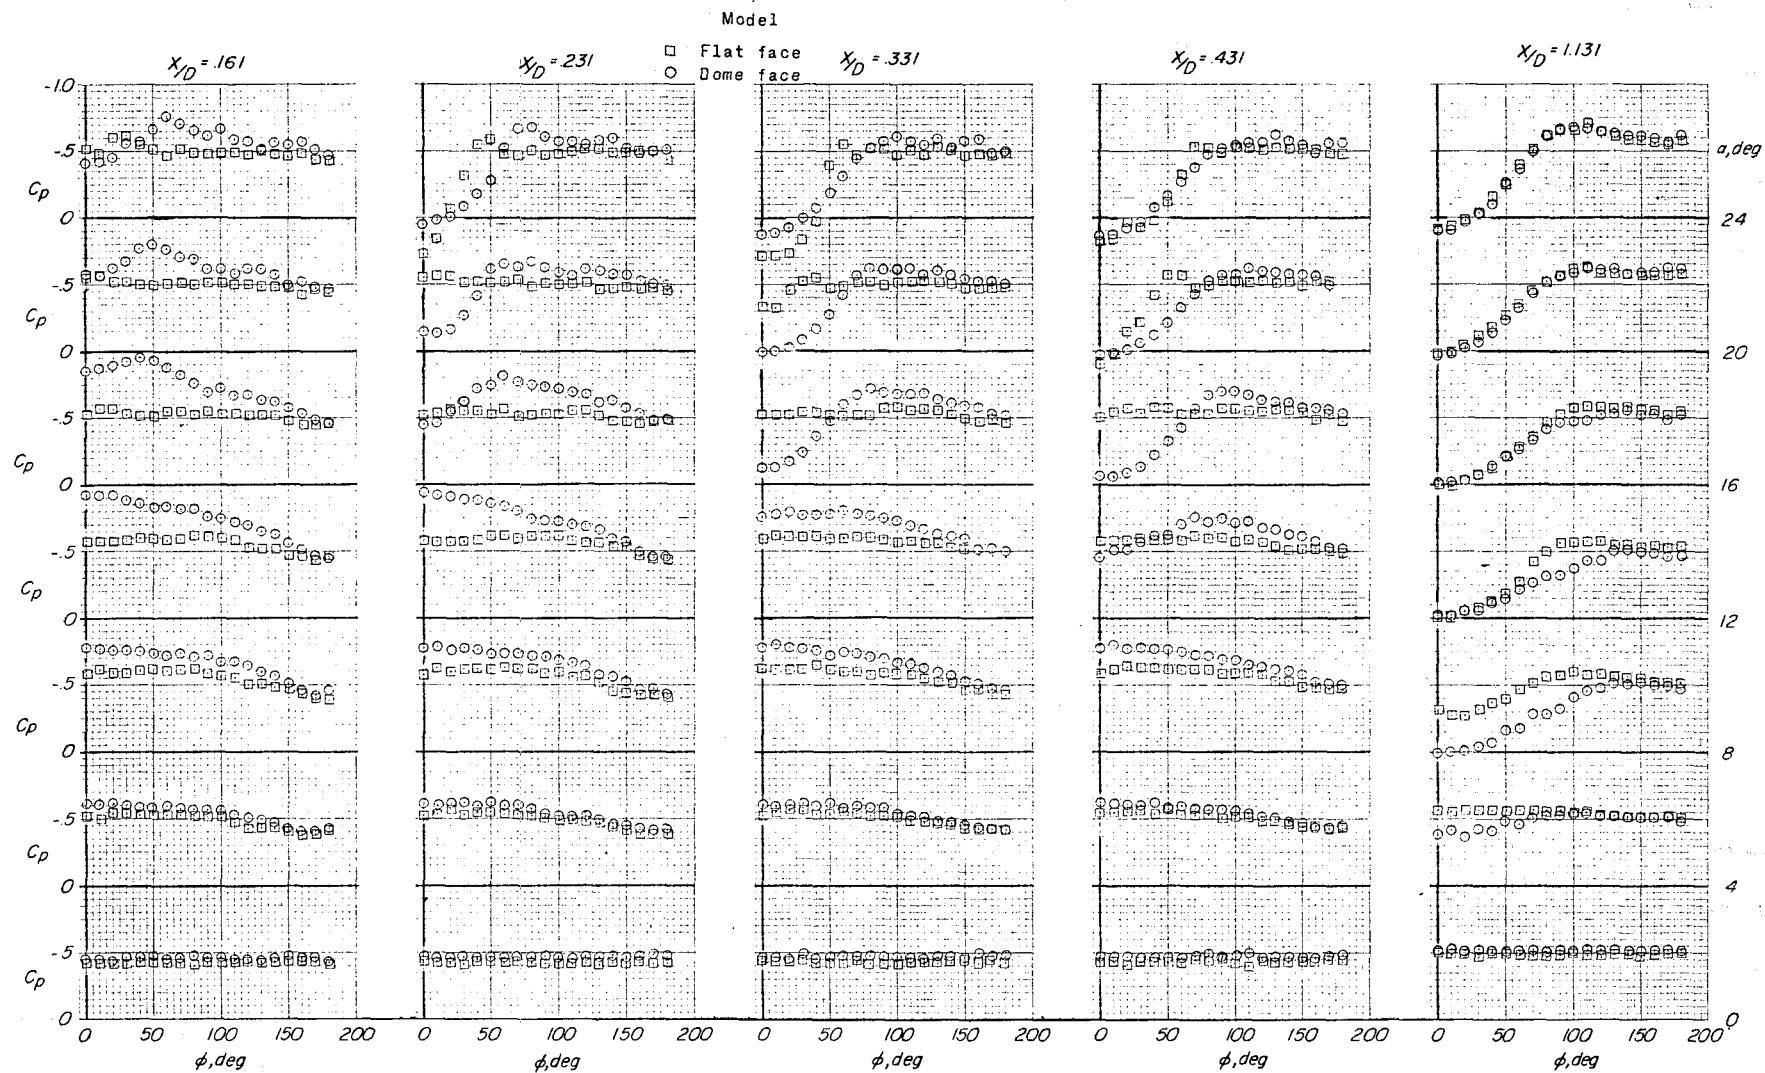 Model
□ Flat face
○ Dome face
X/D = .161
X/D = .231
X/D = .331
X/D = .431
X/D = 1.131
-1.0
-.5
Cp
0
-.5
Cp
0
-.5
Cp
0
-.5
Cp
0
-.5
Cp
0
-.5
Cp
0
-.5
Cp
0
α, deg
24
20
16
12
8
4
0
0 50 100 150 200
0 50 100 150 200
0 50 100 150 200
0 50 100 150 200
0 50 100 150 200
φ, deg
φ, deg
φ, deg
φ, deg
φ, deg